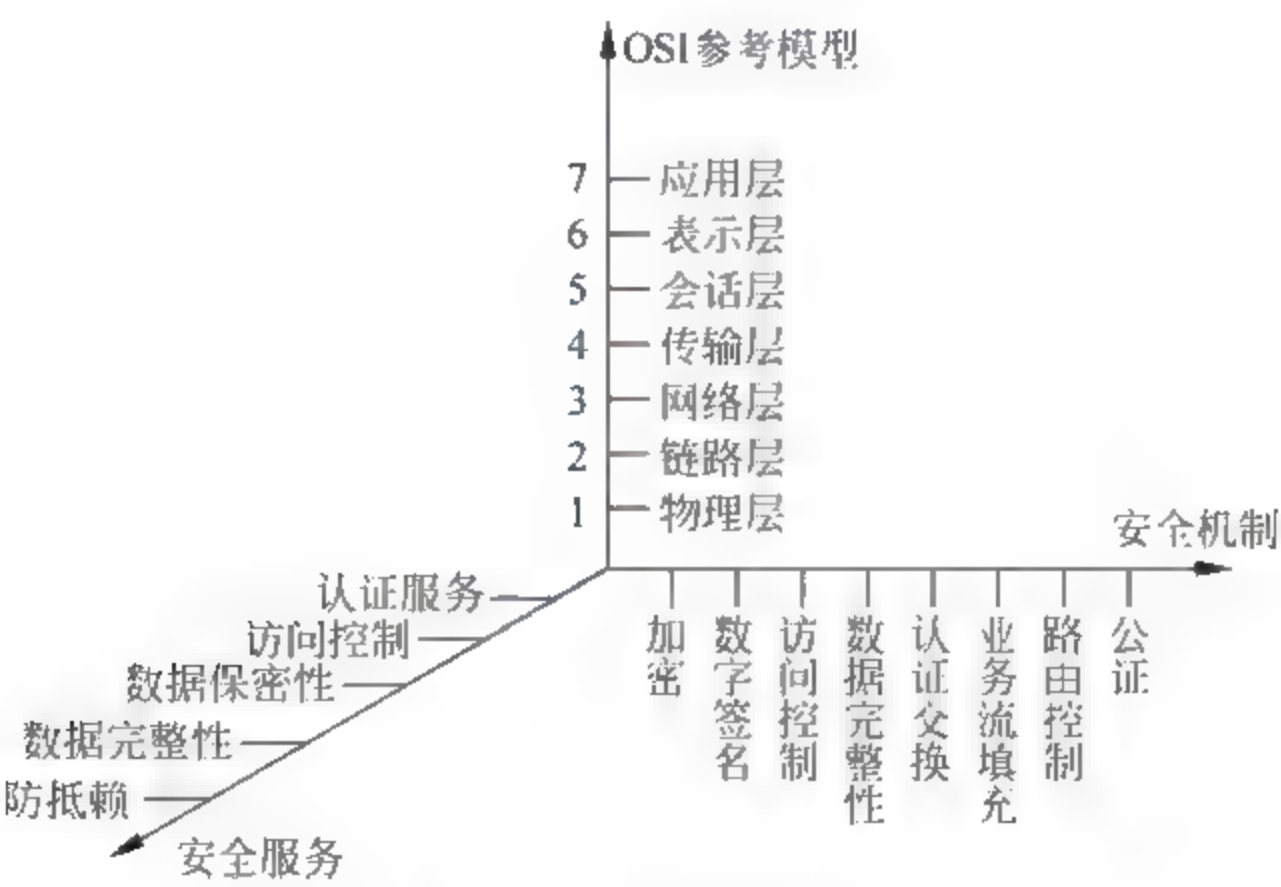 OSI参考模型
7 应用层
6 表示层
5 会话层
4 传输层
3 网络层
2 链路层
1 物理层
安全机制
加密
数字签名
访问控制
数据完整性
认证交换
业务流填充
路由控制
公证
认证服务
访问控制
数据保密性
数据完整性
防抵赖
安全服务